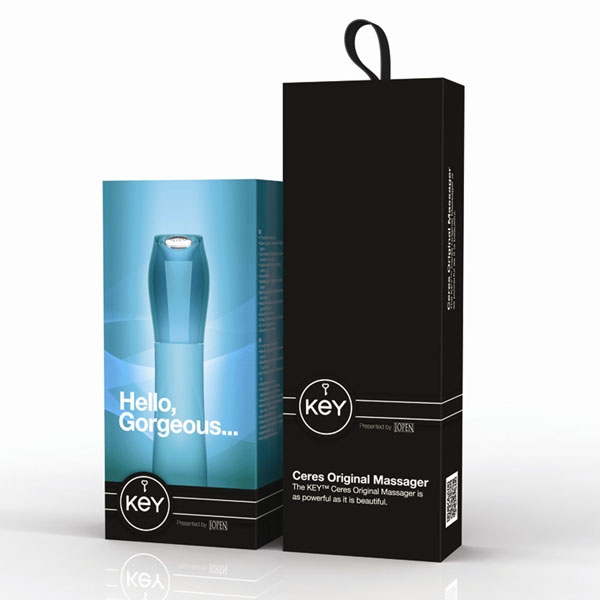 Hello,
Gorgeous...
KEY
Presented by JOPEN
KEY
Presented by JOPEN
Ceres Original Massager
The KEY™ Ceres Original Massager is
as powerful as it is beautiful.
Ceres Original Massager